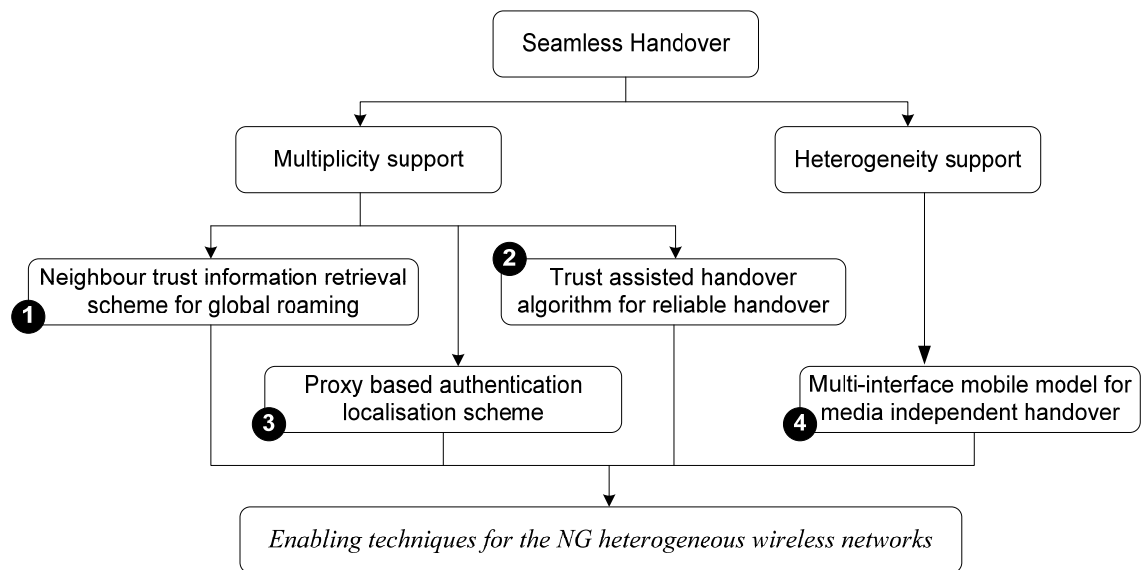 Seamless Handover
Multiplicity support
Heterogeneity support
Neighbour trust information retrieval
scheme for global roaming
1
2
Trust assisted handover
algorithm for reliable handover
Proxy based authentication
localisation scheme
3
Multi-interface mobile model for
media independent handover
4
Enabling techniques for the NG heterogeneous wireless networks